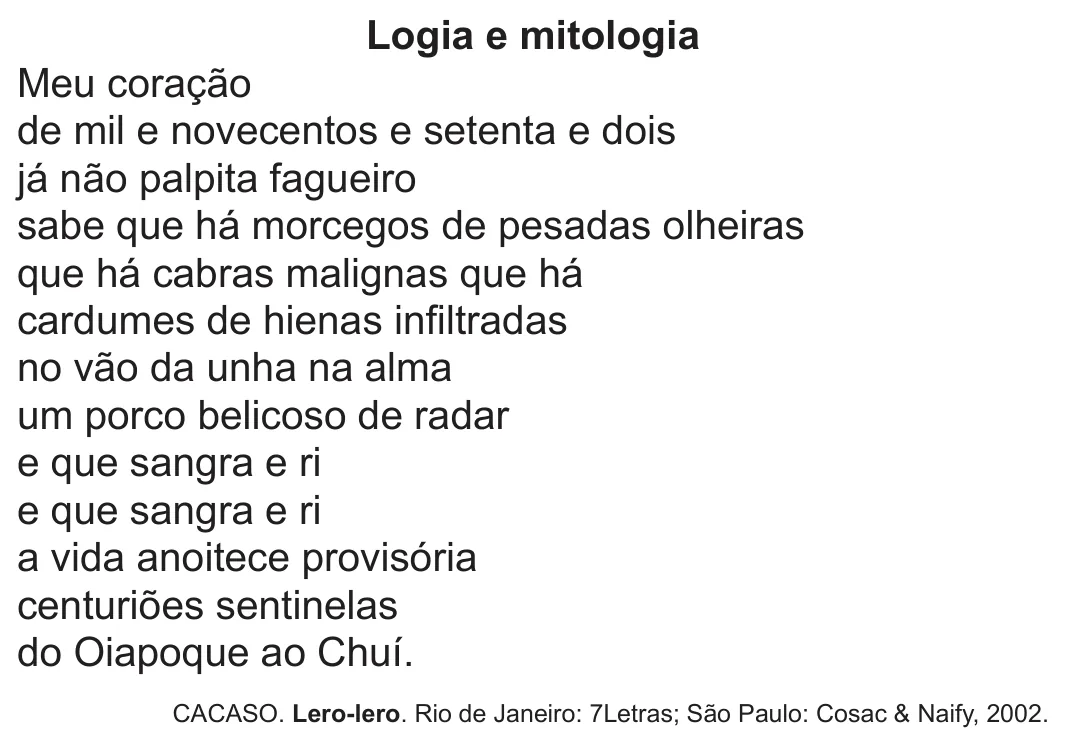 Logia e mitologia
Meu coração
de mil e novecentos e setenta e dois
já não palpita fagueiro
sabe que há morcegos de pesadas olheiras
que há cabras malignas que há
cardumes de hienas infiltradas
no vão da unha na alma
um porco belicoso de radar
e que sangra e ri
e que sangra e ri
a vida anoitece provisória
centuriões sentinelas
do Oiapoque ao Chuí.
CACASO. Lero-lero. Rio de Janeiro: 7Letras; São Paulo: Cosac & Naify, 2002.